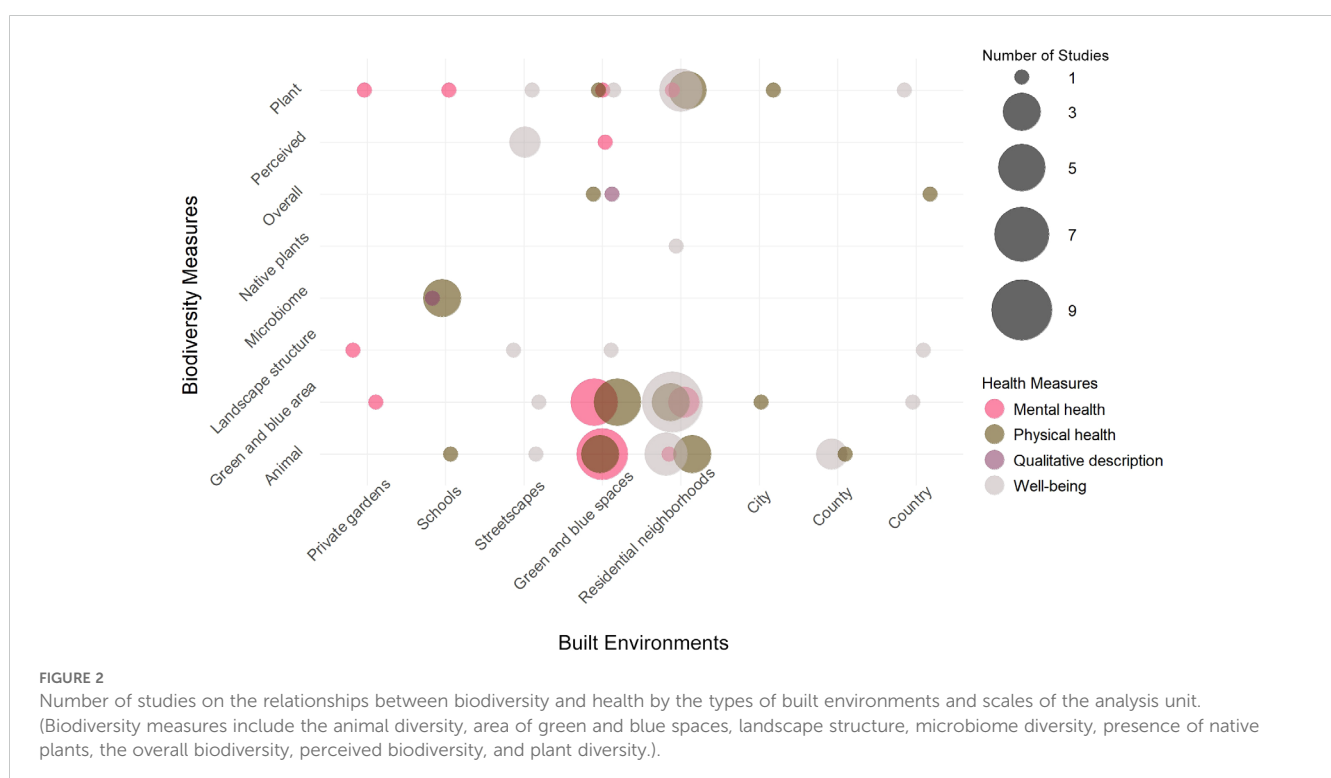 Number of Studies
1
3
5
7
9
Health Measures
Mental health
Physical health
Qualitative description
Well-being
Biodiversity Measures
Plant
Perceived
Overall
Native plants
Microbiome
Landscape structure
Green and blue area
Animal
Private gardens
Schools
Streetscapes
Green and blue spaces
Residential neighborhoods
City
County
Country
Built Environments
FIGURE 2
Number of studies on the relationships between biodiversity and health by the types of built environments and scales of the analysis unit.
(Biodiversity measures include the animal diversity, area of green and blue spaces, landscape structure, microbiome diversity, presence of native
plants, the overall biodiversity, perceived biodiversity, and plant diversity.).